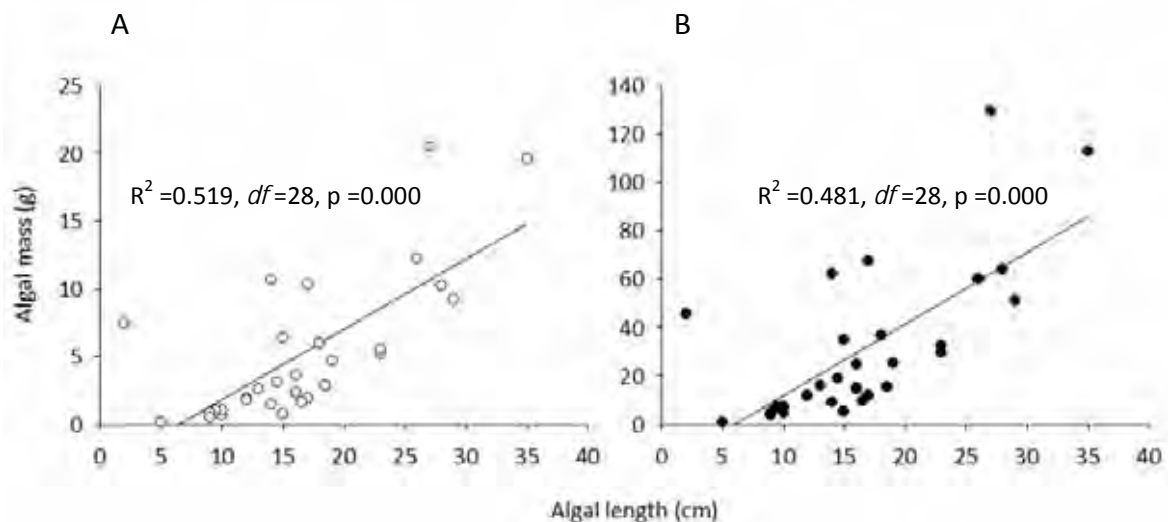 A
B
25
20
15
10
5
0
Algal mass (g)
R² =0.519, df =28, p =0.000
0 5 10 15 20 25 30 35 40
140
120
100
80
60
40
20
0
R² =0.481, df =28, p =0.000
0 5 10 15 20 25 30 35 40
Algal length (cm)